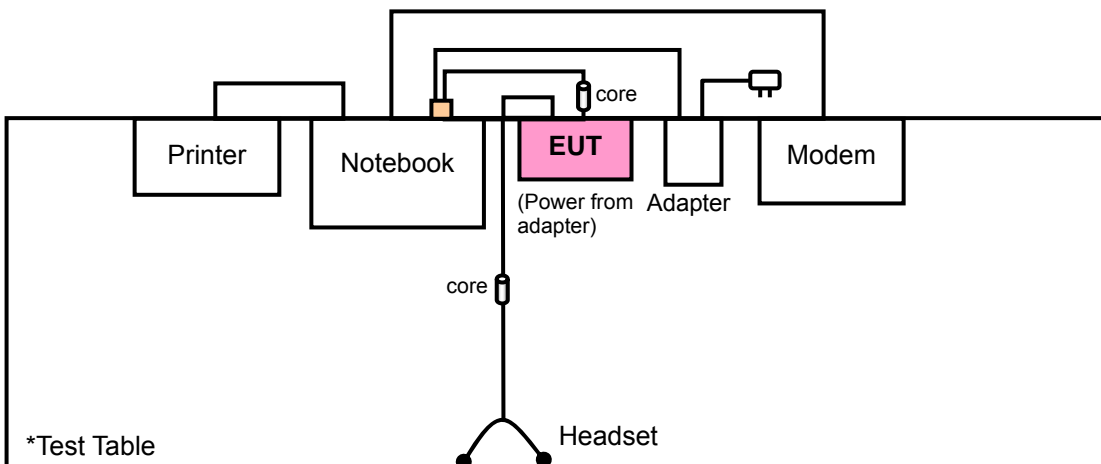 core
Printer
Notebook
EUT
Modem
(Power from
adapter)
Adapter
core
*Test Table
Headset